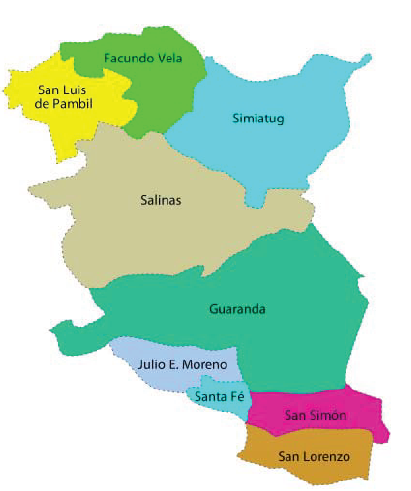 Facundo Vela
San Luis
de Pambil
Simiatug
Salinas
Guaranda
Julio E. Moreno
Santa Fé
San Simón
San Lorenzo